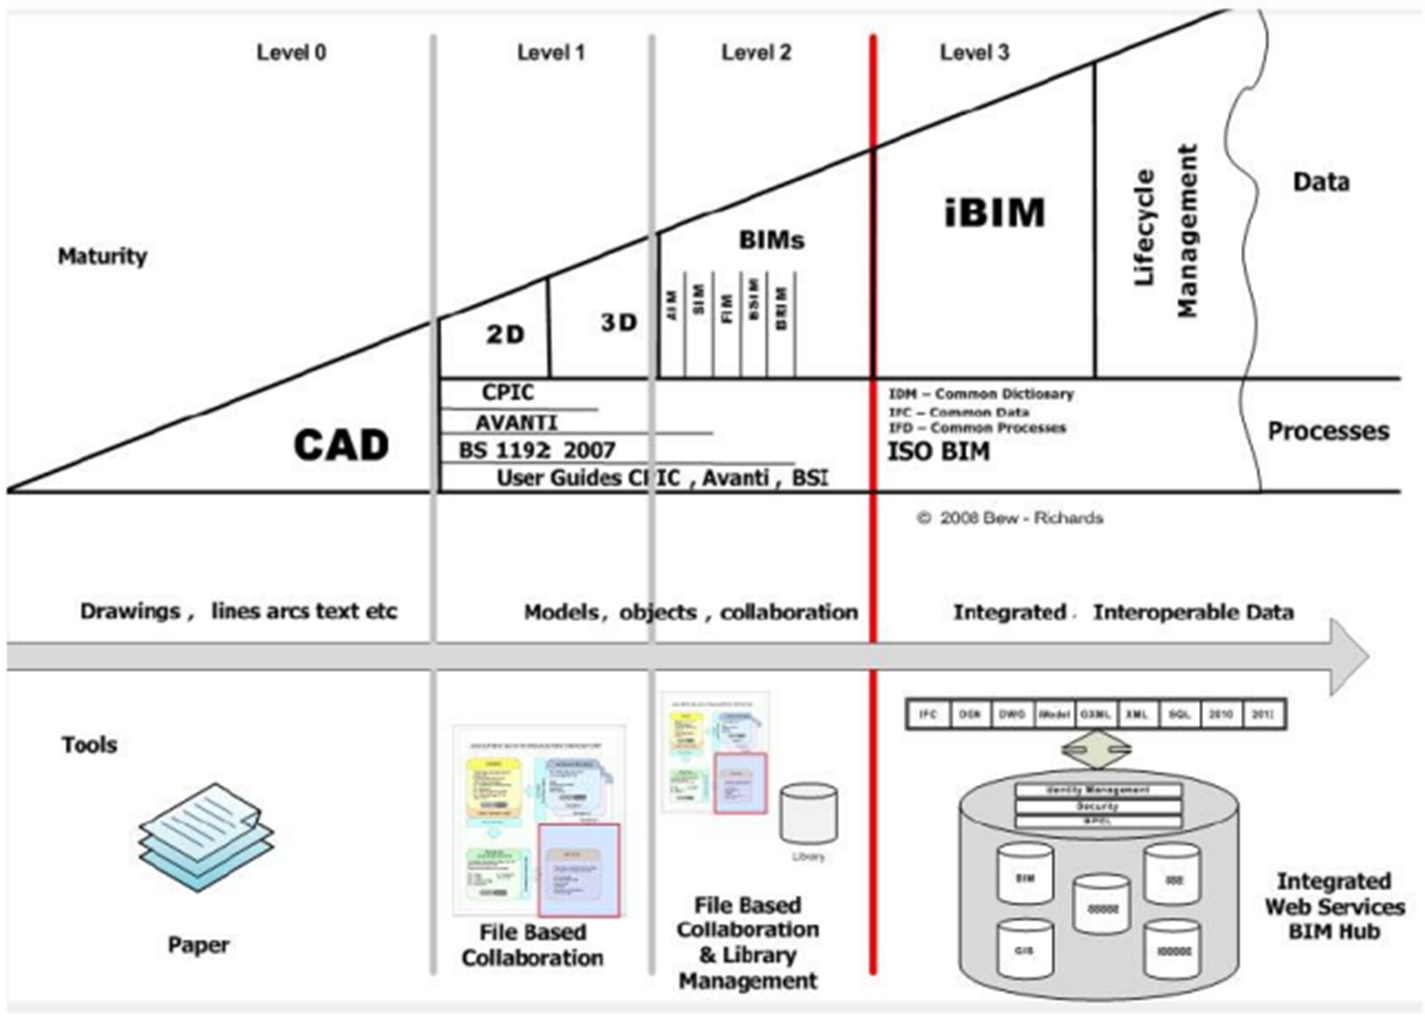 Level 0
Level 1
Level 2
Level 3
Maturity
2D
3D
BIMs
AIM
SIM
FIM
BSIM
BRIM
iBIM
Lifecycle
Management
Data
CAD
CPIC
AVANTI
BS 1192 2007
User Guides CPIC , Avanti , BSI
IDM – Common Dictionary
IFC – Common Data
IFD – Common Processes
ISO BIM
Processes
© 2008 Bew - Richards
Drawings , lines arcs text etc
Models, objects , collaboration
Integrated , Interoperable Data
Tools
Paper
File Based
Collaboration
Library
File Based
Collaboration
& Library
Management
IFC DGN DWG iModel GXML XML SQL 2010
Identity Management
Security
BPEL
BIM
GIS
Integrated
Web Services
BIM Hub